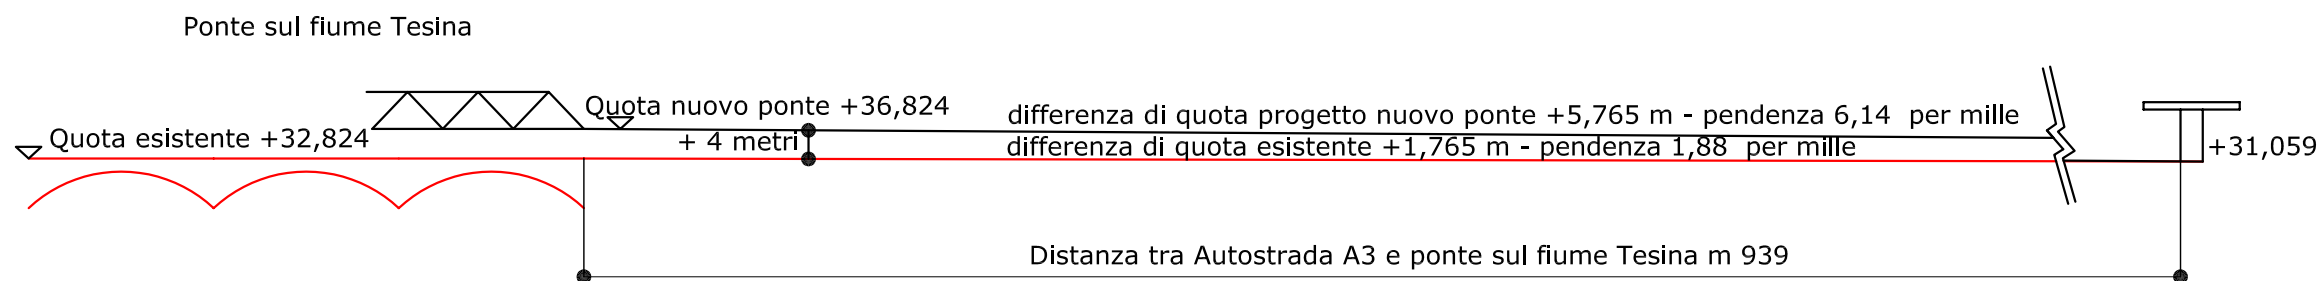 Ponte sul fiume Tesina
Quota nuovo ponte +36,824
differenza di quota progetto nuovo ponte +5,765 m - pendenza 6,14 per mille
Quota esistente +32,824
+ 4 metri
differenza di quota esistente +1,765 m - pendenza 1,88 per mille
+31,059
Distanza tra Autostrada A3 e ponte sul fiume Tesina m 939